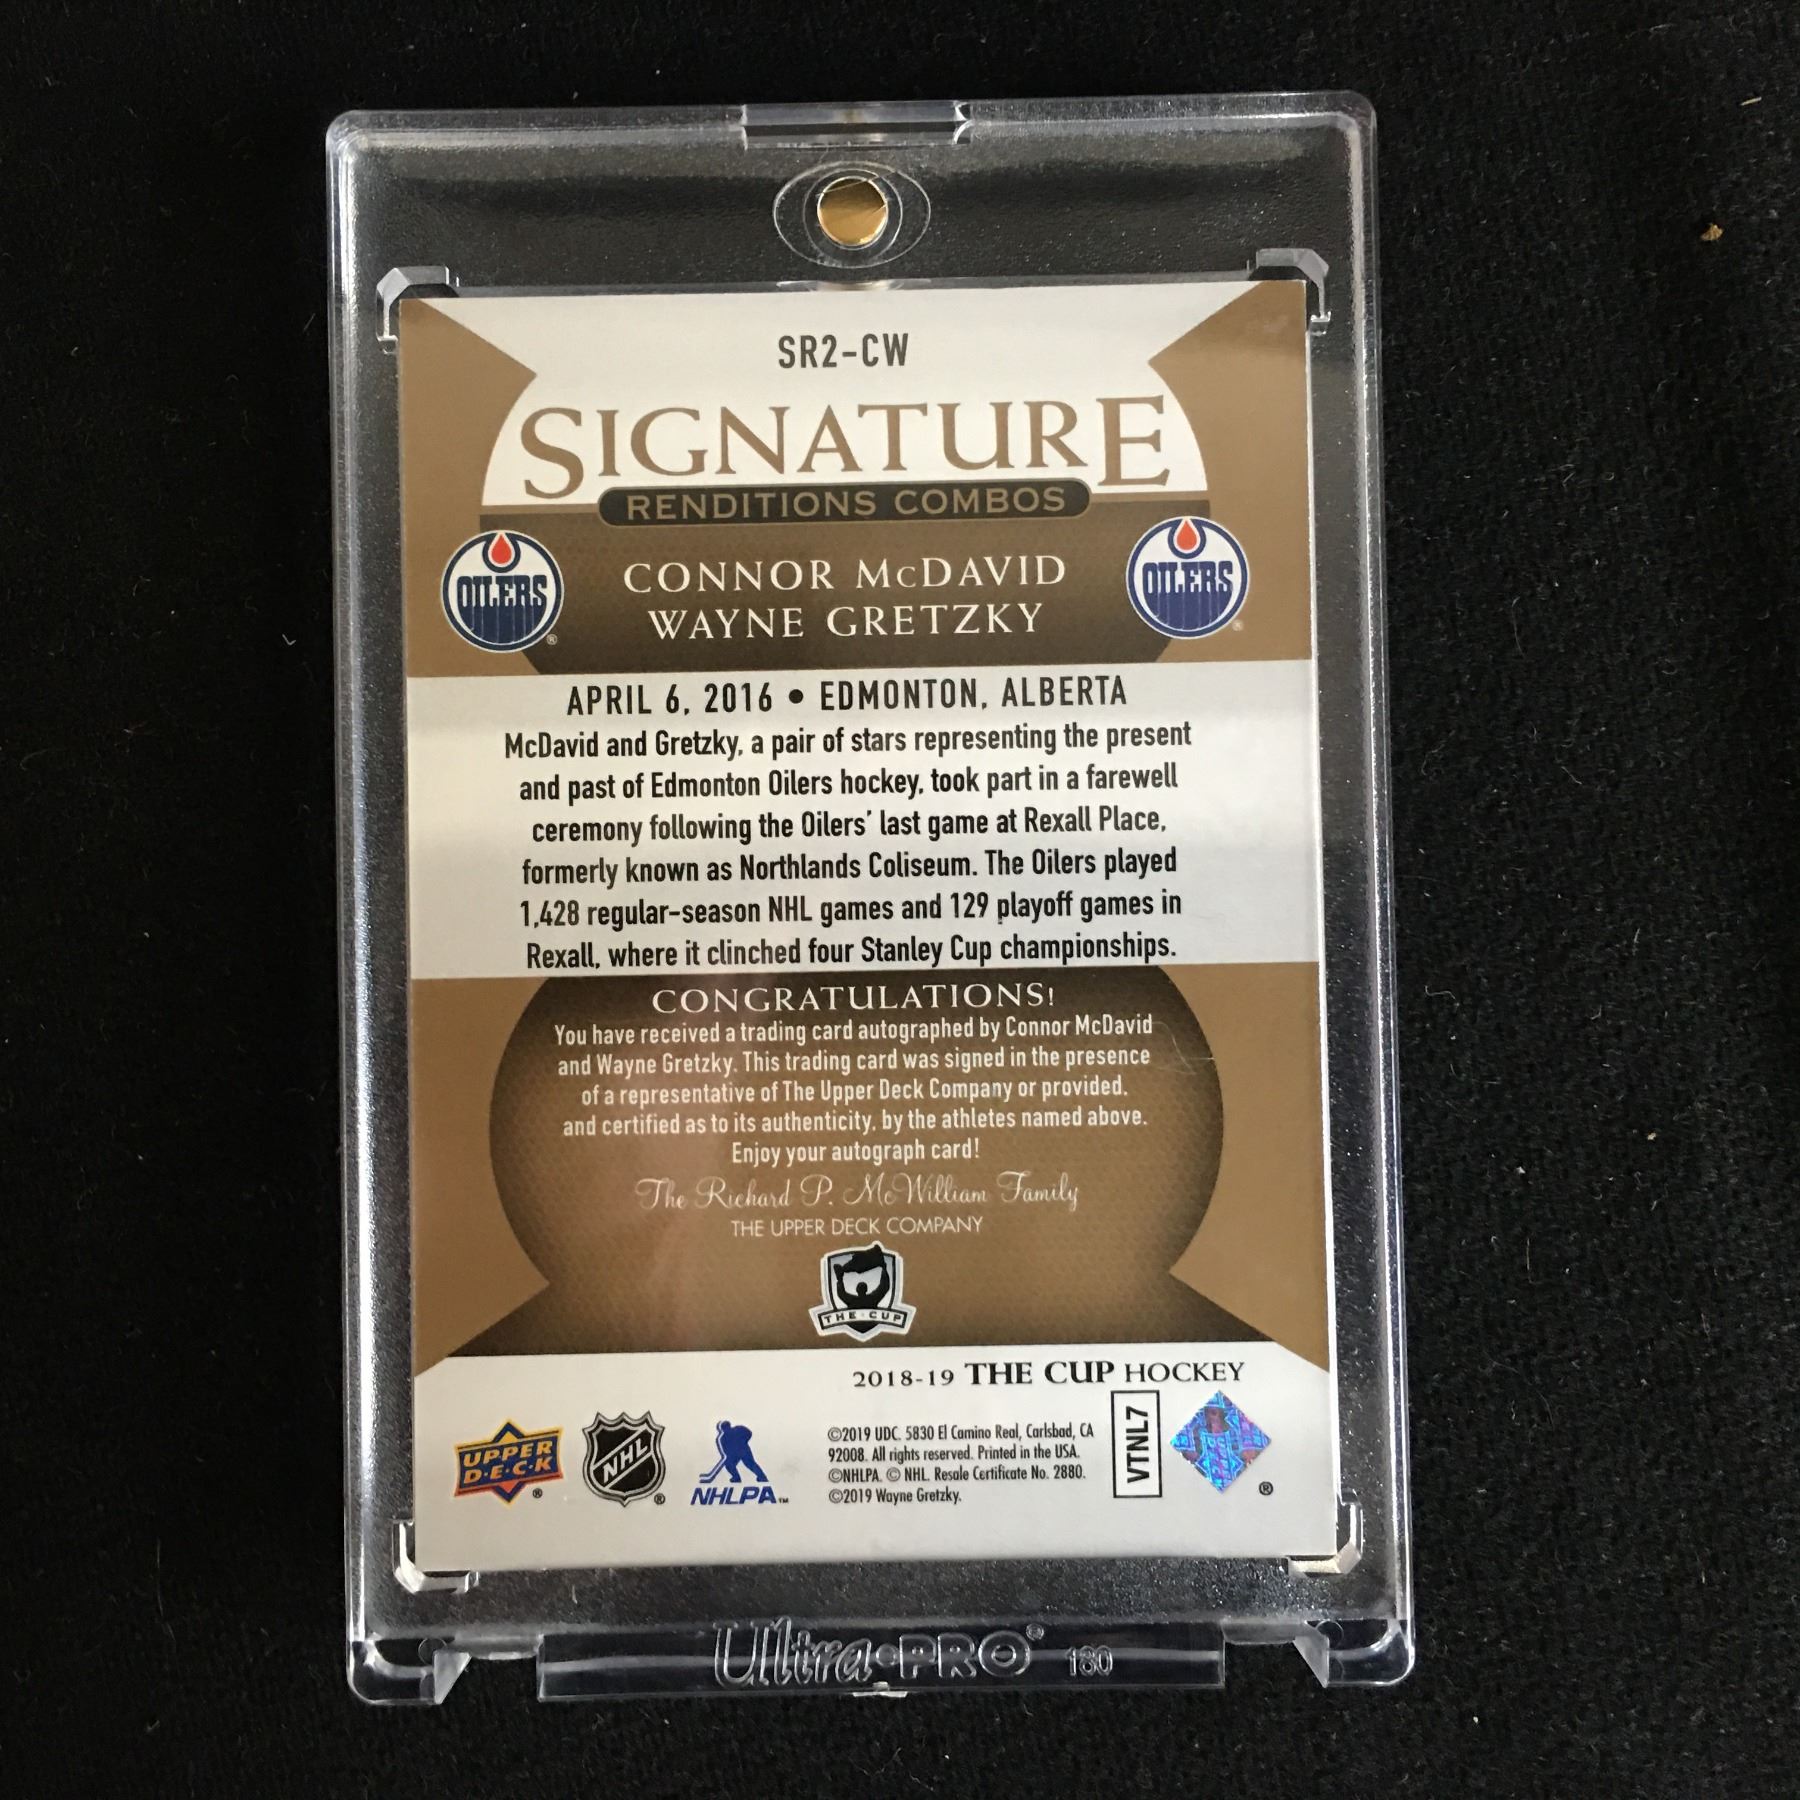 SR2-CW
SIGNATURE
RENDITIONS COMBOS
OILERS
OILERS
CONNOR McDAVID
WAYNE GRETZKY
APRIL 6, 2016 • EDMONTON, ALBERTA
McDavid and Gretzky, a pair of stars representing the present
and past of Edmonton Oilers hockey, took part in a farewell
ceremony following the Oilers' last game at Rexall Place,
formerly known as Northlands Coliseum. The Oilers played
1,428 regular-season NHL games and 129 playoff games in
Rexall, where it clinched four Stanley Cup championships.
CONGRATULATIONS!
You have received a trading card autographed by Connor McDavid
and Wayne Gretzky. This trading card was signed in the presence
of a representative of The Upper Deck Company or provided,
and certified as to its authenticity, by the athletes named above.
Enjoy your autograph card!
The Richard P. McWilliam Family
THE UPPER DECK COMPANY
THE CUP
2018-19 THE CUP HOCKEY
UPPER
D·E·C·K
NHL
NHLPA™
©2019 UDC. 5830 El Camino Real, Carlsbad, CA
92008. All rights reserved. Printed in the USA.
©NHLPA. © NHL. Resale Certificate No. 2880.
©2019 Wayne Gretzky.
VTNL7
®
Ultra•PRO® 180